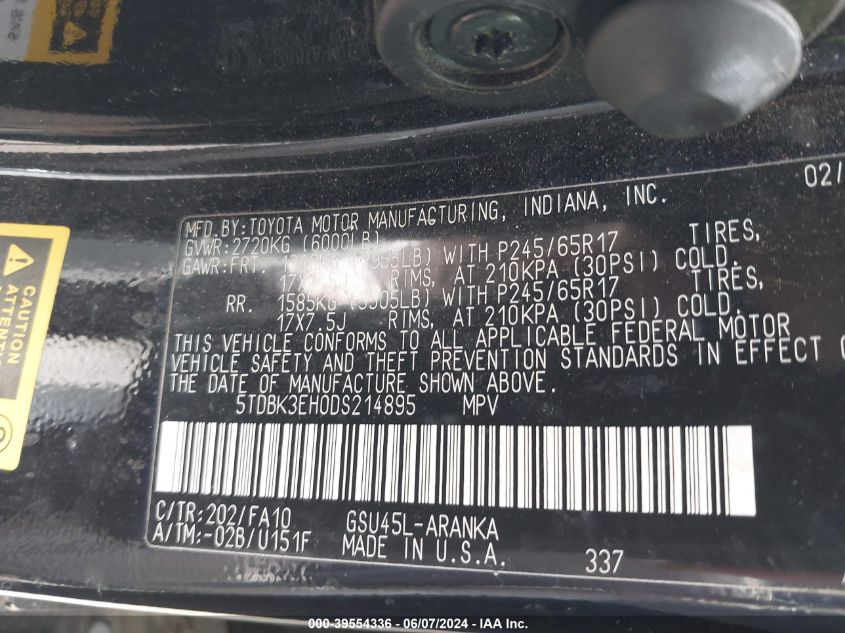 02/
MFD.BY:TOYOTA MOTOR MANUFACTURING, INDIANA, INC.
GVWR:2720KG (6000LB)
GAWR:FRT. WITH P245/65R17 TIRES,
RIMS, AT 210KPA (30PSI) COLD.
RR. 1585KG WITH P245/65R17 TIRES,
17X7.5J RIMS, AT 210KPA (30PSI) COLD.
THIS VEHICLE CONFORMS TO ALL APPLICABLE FEDERAL MOTOR
VEHICLE SAFETY AND THEFT PREVENTION STANDARDS IN EFFECT
THE DATE OF MANUFACTURE SHOWN ABOVE.
5TDBK3EH0DS214895 MPV
C/TR:202/FA10 GSU45L-ARANKA
A/TM:-02B/U151F MADE IN U.S.A. 337
CAUTION
000-39554336 - 06/07/2024 - IAA Inc.